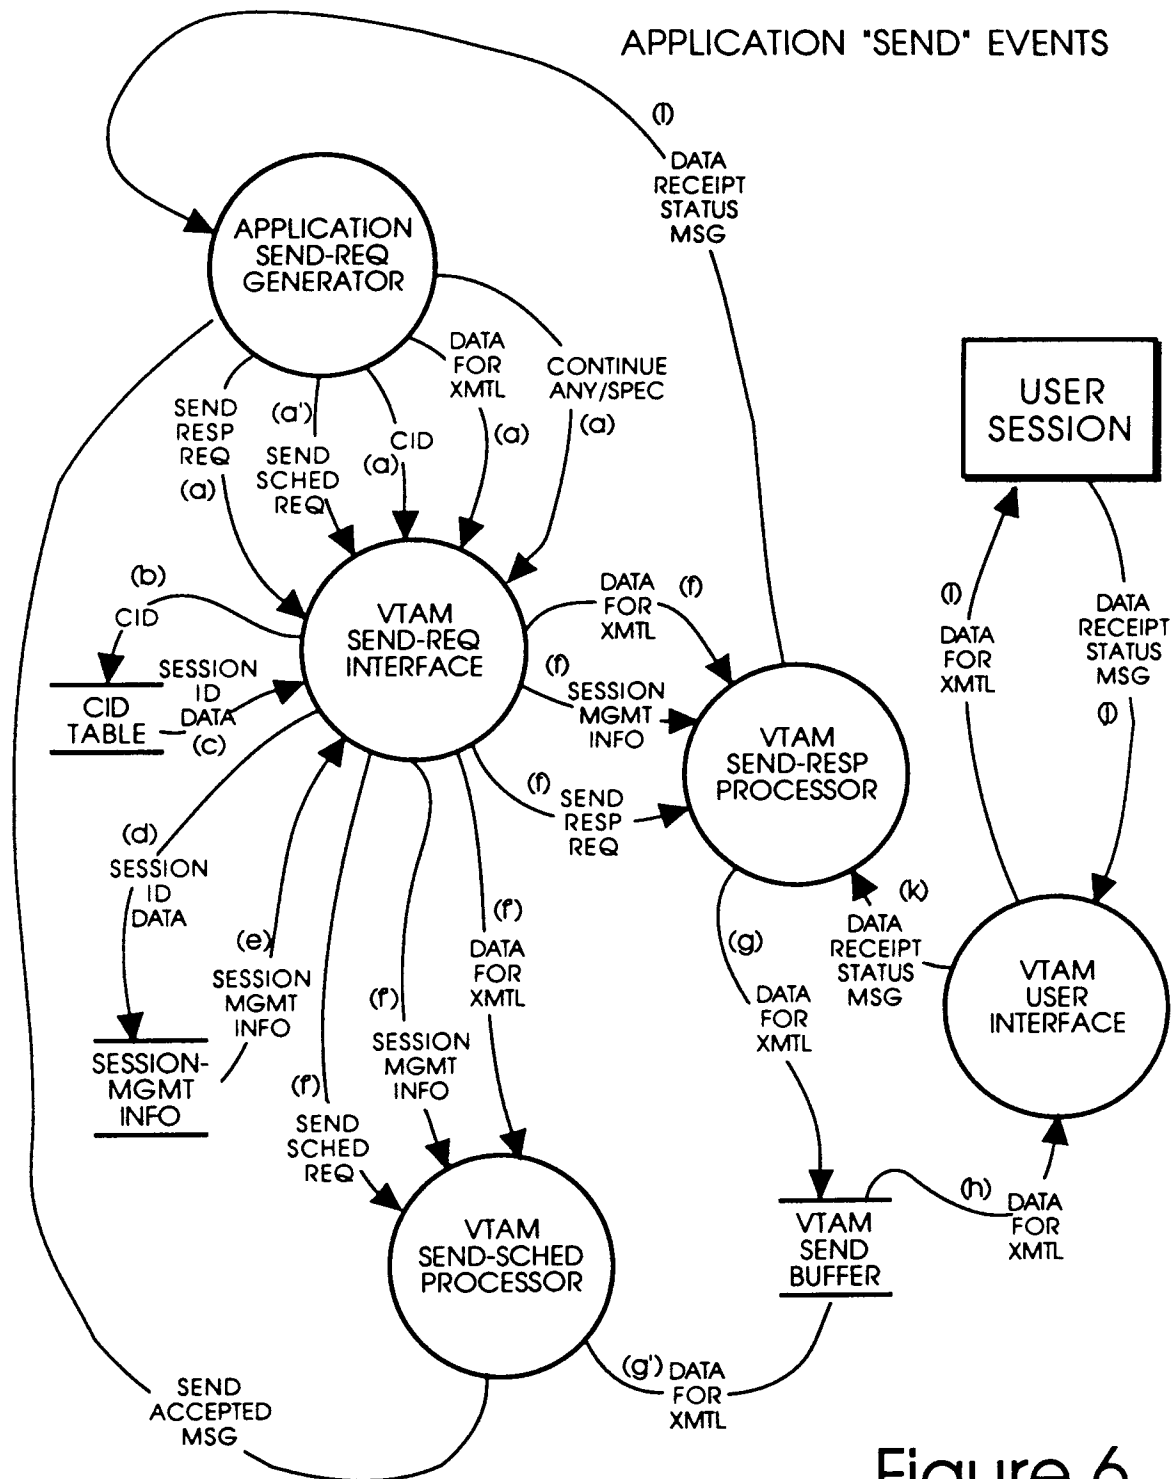 APPLICATION "SEND" EVENTS
(l)
DATA
RECEIPT
STATUS
MSG
APPLICATION
SEND-REQ
GENERATOR
DATA
FOR
XMTL
(a)
CONTINUE
ANY/SPEC
(a)
SEND
RESP
REQ
(a)
(a')
SEND
SCHED
REQ
CID
(a)
USER
SESSION
(b)
CID
CID
TABLE
SESSION
ID
DATA
(c)
VTAM
SEND-REQ
INTERFACE
DATA
FOR
XMTL
(f)
(f)
SESSION
MGMT
INFO
(f)
SEND
RESP
REQ
VTAM
SEND-RESP
PROCESSOR
DATA
FOR
XMTL
DATA
RECEIPT
STATUS
MSG
(d)
SESSION
ID
DATA
(e)
SESSION
MGMT
INFO
SESSION-
MGMT
INFO
(f')
SEND
SCHED
REQ
(f')
SESSION
MGMT
INFO
(f')
DATA
FOR
XMTL
(g)
DATA
FOR
XMTL
(k)
DATA
RECEIPT
STATUS
MSG
VTAM
USER
INTERFACE
VTAM
SEND-SCHED
PROCESSOR
VTAM
SEND
BUFFER
(h)
DATA
FOR
XMTL
(g')
DATA
FOR
XMTL
SEND
ACCEPTED
MSG
Figure 6